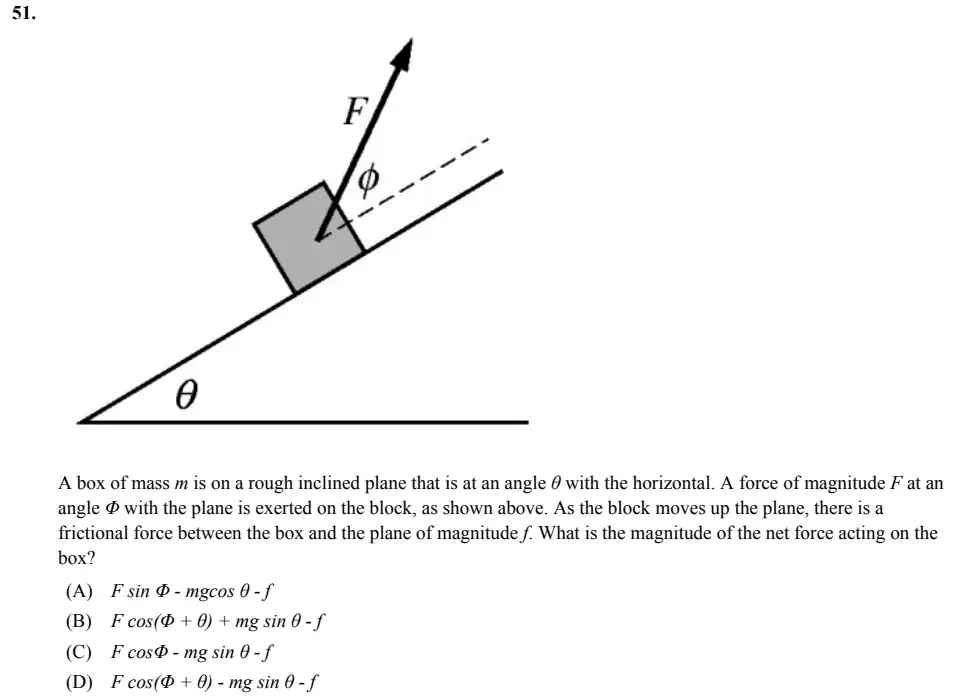 51.
F
ϕ
θ
A box of mass m is on a rough inclined plane that is at an angle θ with the horizontal. A force of magnitude F at an
angle Φ with the plane is exerted on the block, as shown above. As the block moves up the plane, there is a
frictional force between the box and the plane of magnitude f. What is the magnitude of the net force acting on the
box?
(A) F sin Φ - mgcos θ - f
(B) F cos(Φ + θ) + mg sin θ - f
(C) F cosΦ - mg sin θ - f
(D) F cos(Φ + θ) - mg sin θ - f